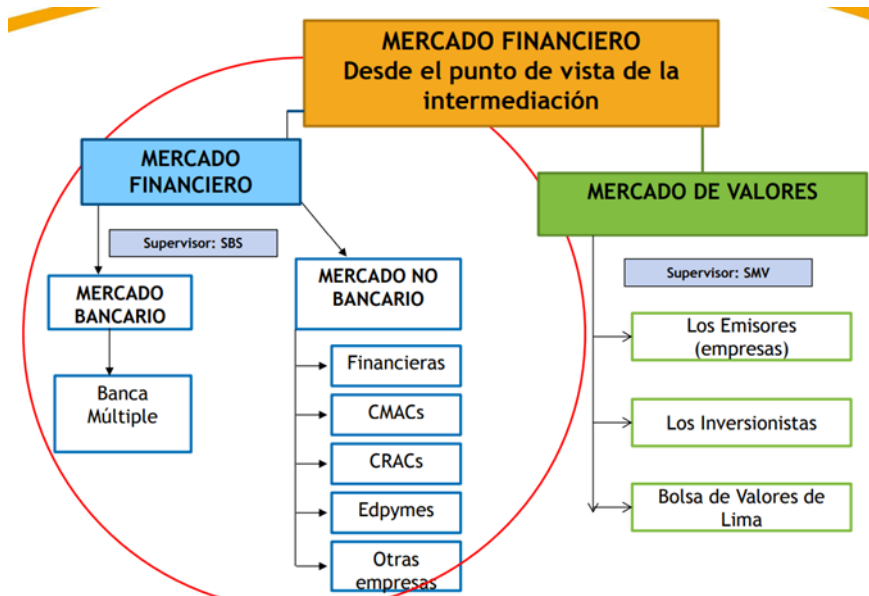 MERCADO FINANCIERO
Desde el punto de vista de la
intermediación
MERCADO
FINANCIERO
MERCADO DE VALORES
Supervisor: SBS
Supervisor: SMV
MERCADO
BANCARIO
MERCADO NO
BANCARIO
Banca
Múltiple
Financieras
CMACs
CRACs
Edpymes
Otras
empresas
Los Emisores
(empresas)
Los Inversionistas
Bolsa de Valores de
Lima